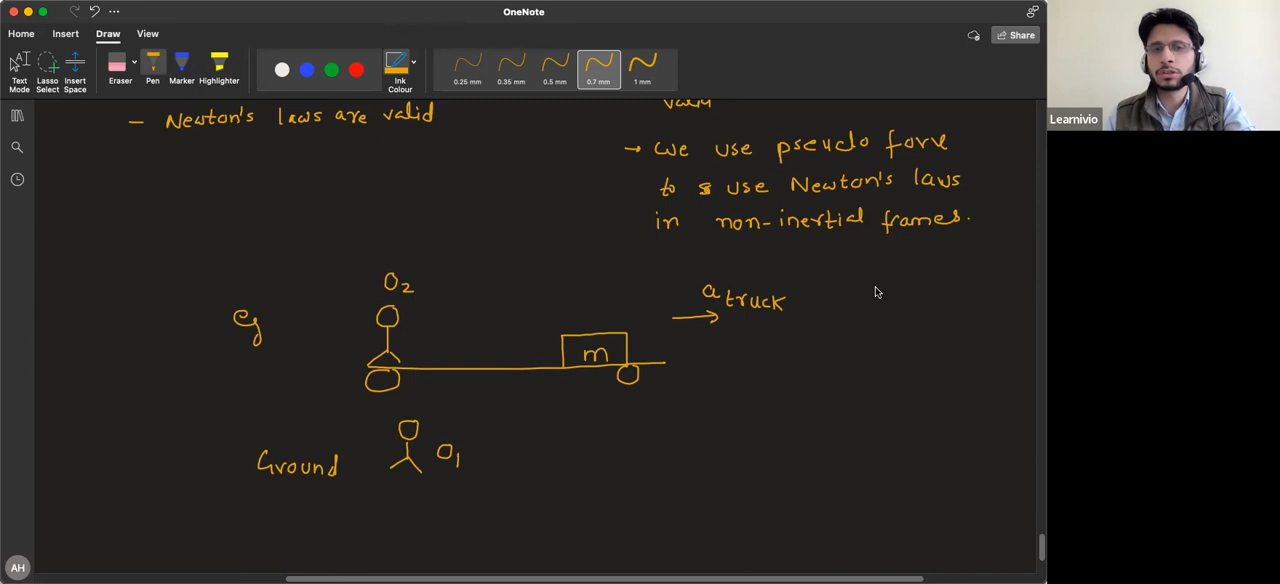 OneNote
Home Insert Draw View
Share
Text Mode
Lasso Select
Insert Space
Eraser
Pen
Marker
Highlighter
Ink Colour
0.25 mm
0.35 mm
0.5 mm
0.7 mm
1 mm
Learnivio
- Newton's laws are valid
valid
→ We use pseudo force
to use Newton's laws
in non-inertial frames.
O2
eg
a truck
m
Ground
O1
AH